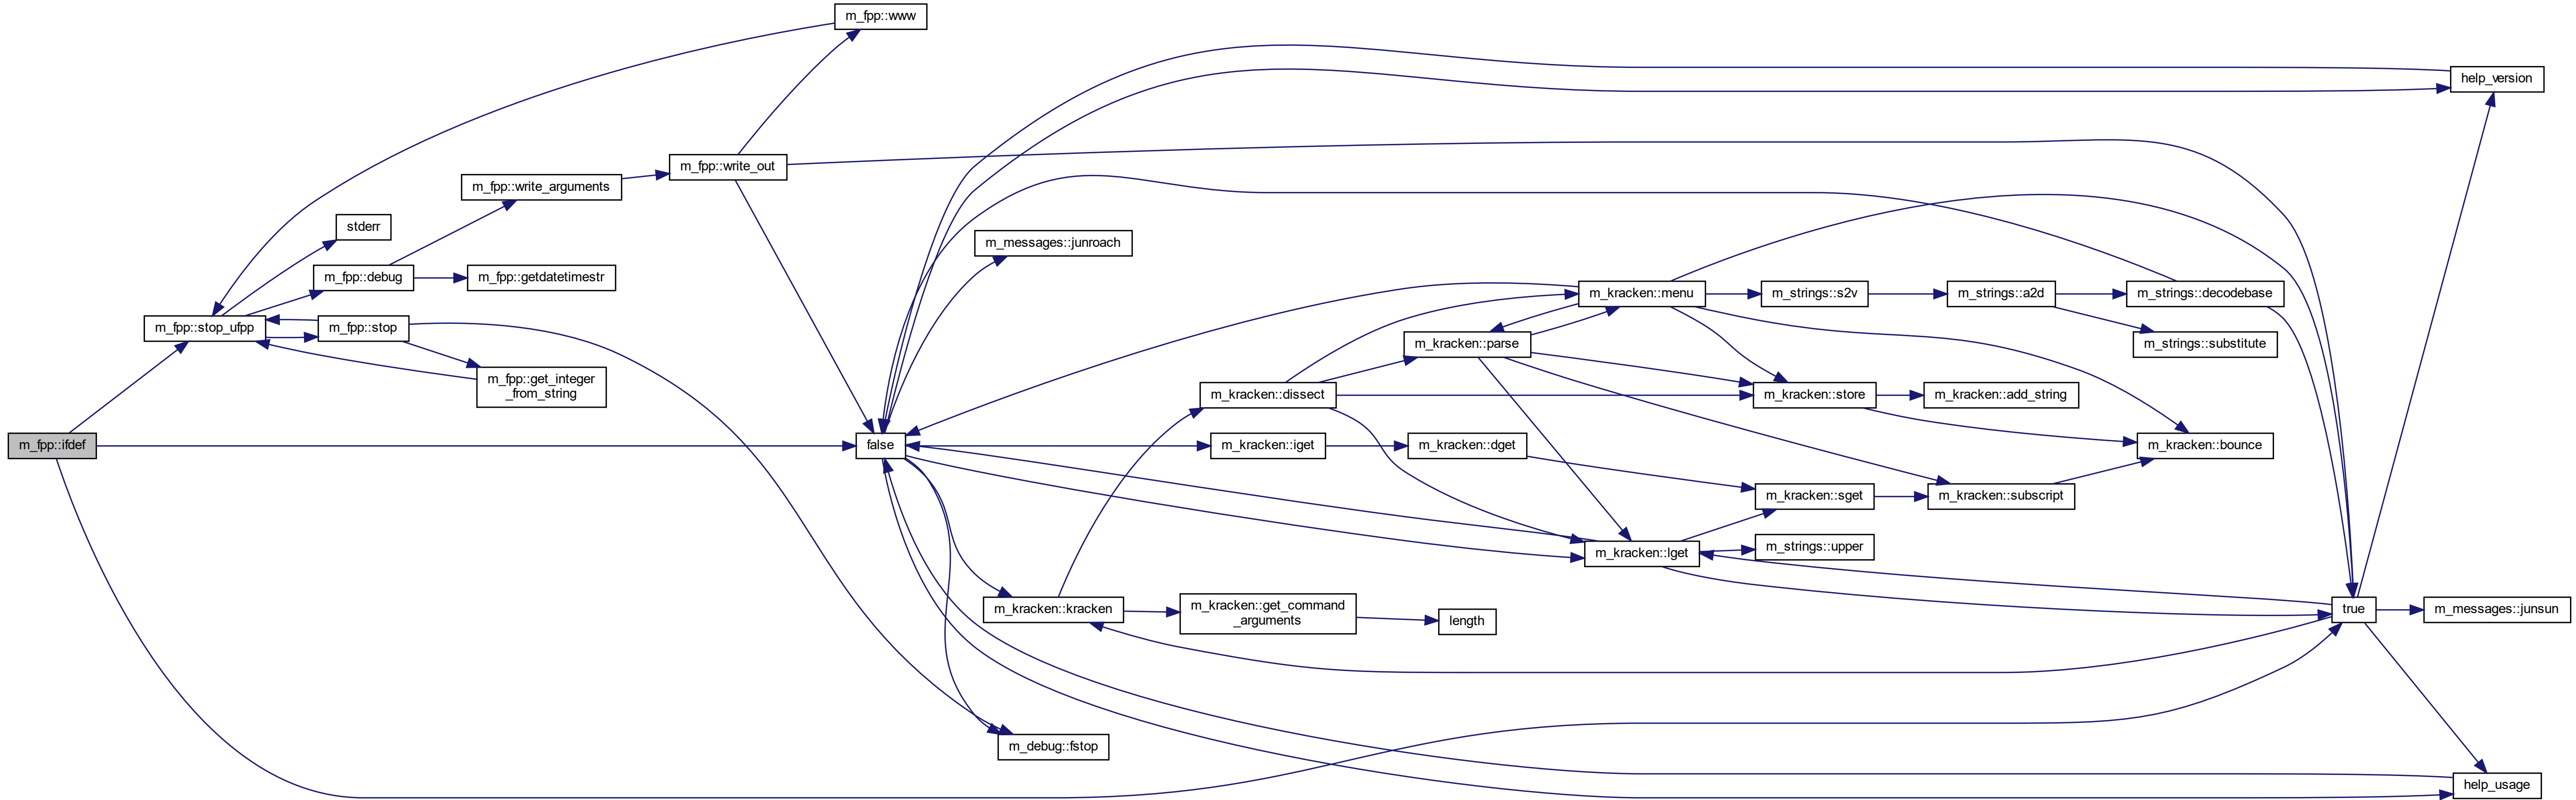 m_fpp::www
help_version
m_fpp::write_out
m_fpp::write_arguments
stderr
m_messages::junroach
m_fpp::debug
m_fpp::getdatetimestr
m_kracken::menu
m_strings::s2v
m_strings::a2d
m_strings::decodebase
m_fpp::stop_ufpp
m_fpp::stop
m_kracken::parse
m_strings::substitute
m_fpp::get_integer
_from_string
m_kracken::dissect
m_kracken::store
m_kracken::add_string
m_fpp::ifdef
false
m_kracken::iget
m_kracken::dget
m_kracken::bounce
m_kracken::sget
m_kracken::subscript
m_kracken::lget
m_strings::upper
m_kracken::kracken
m_kracken::get_command
_arguments
length
true
m_messages::junsun
m_debug::fstop
help_usage